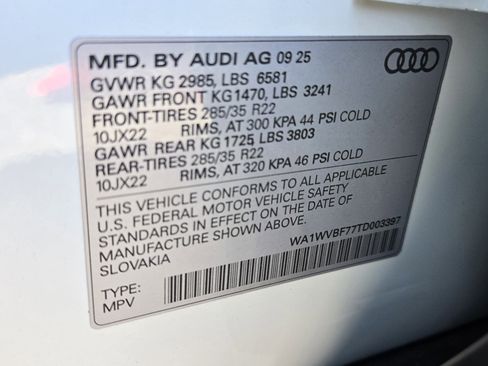 MFD. BY AUDI AG 09 25
GVWR KG 2985, LBS 6581
GAWR FRONT KG1470, LBS 3241
FRONT-TIRES 285/35 R22
10JX22 RIMS, AT 300 KPA 44 PSI COLD
GAWR REAR KG 1725 LBS 3803
REAR-TIRES 285/35 R22
10JX22 RIMS, AT 320 KPA 46 PSI COLD
THIS VEHICLE CONFORMS TO ALL APPLICABLE
U.S. FEDERAL MOTOR VEHICLE SAFETY
STANDARDS IN EFFECT ON THE DATE OF
MANUFACTURE SHOWN ABOVE.
SLOVAKIA
WA1WVBF77TD003397
TYPE:
MPV